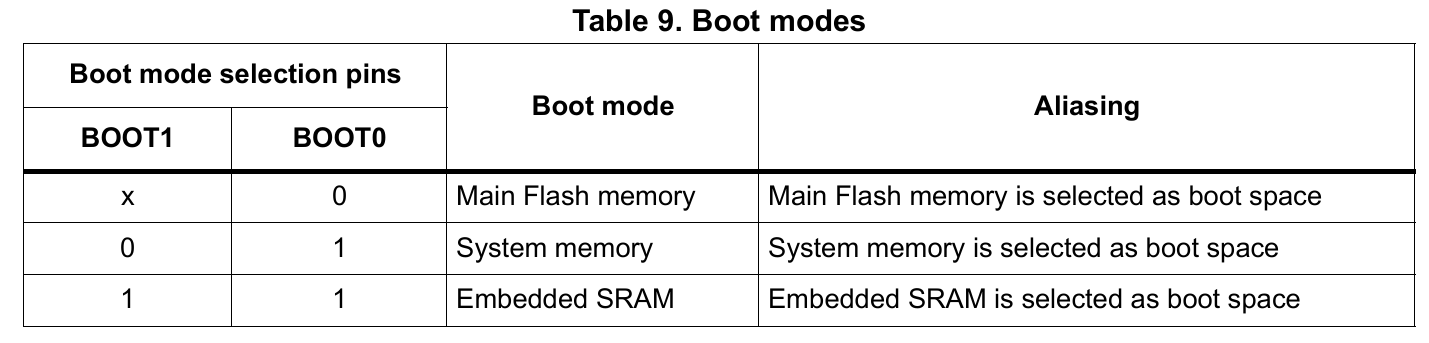 Table 9. Boot modes
Boot mode selection pins
Boot mode
Aliasing
BOOT1
BOOT0
x 0 Main Flash memory Main Flash memory is selected as boot space
0 1 System memory System memory is selected as boot space
1 1 Embedded SRAM Embedded SRAM is selected as boot space